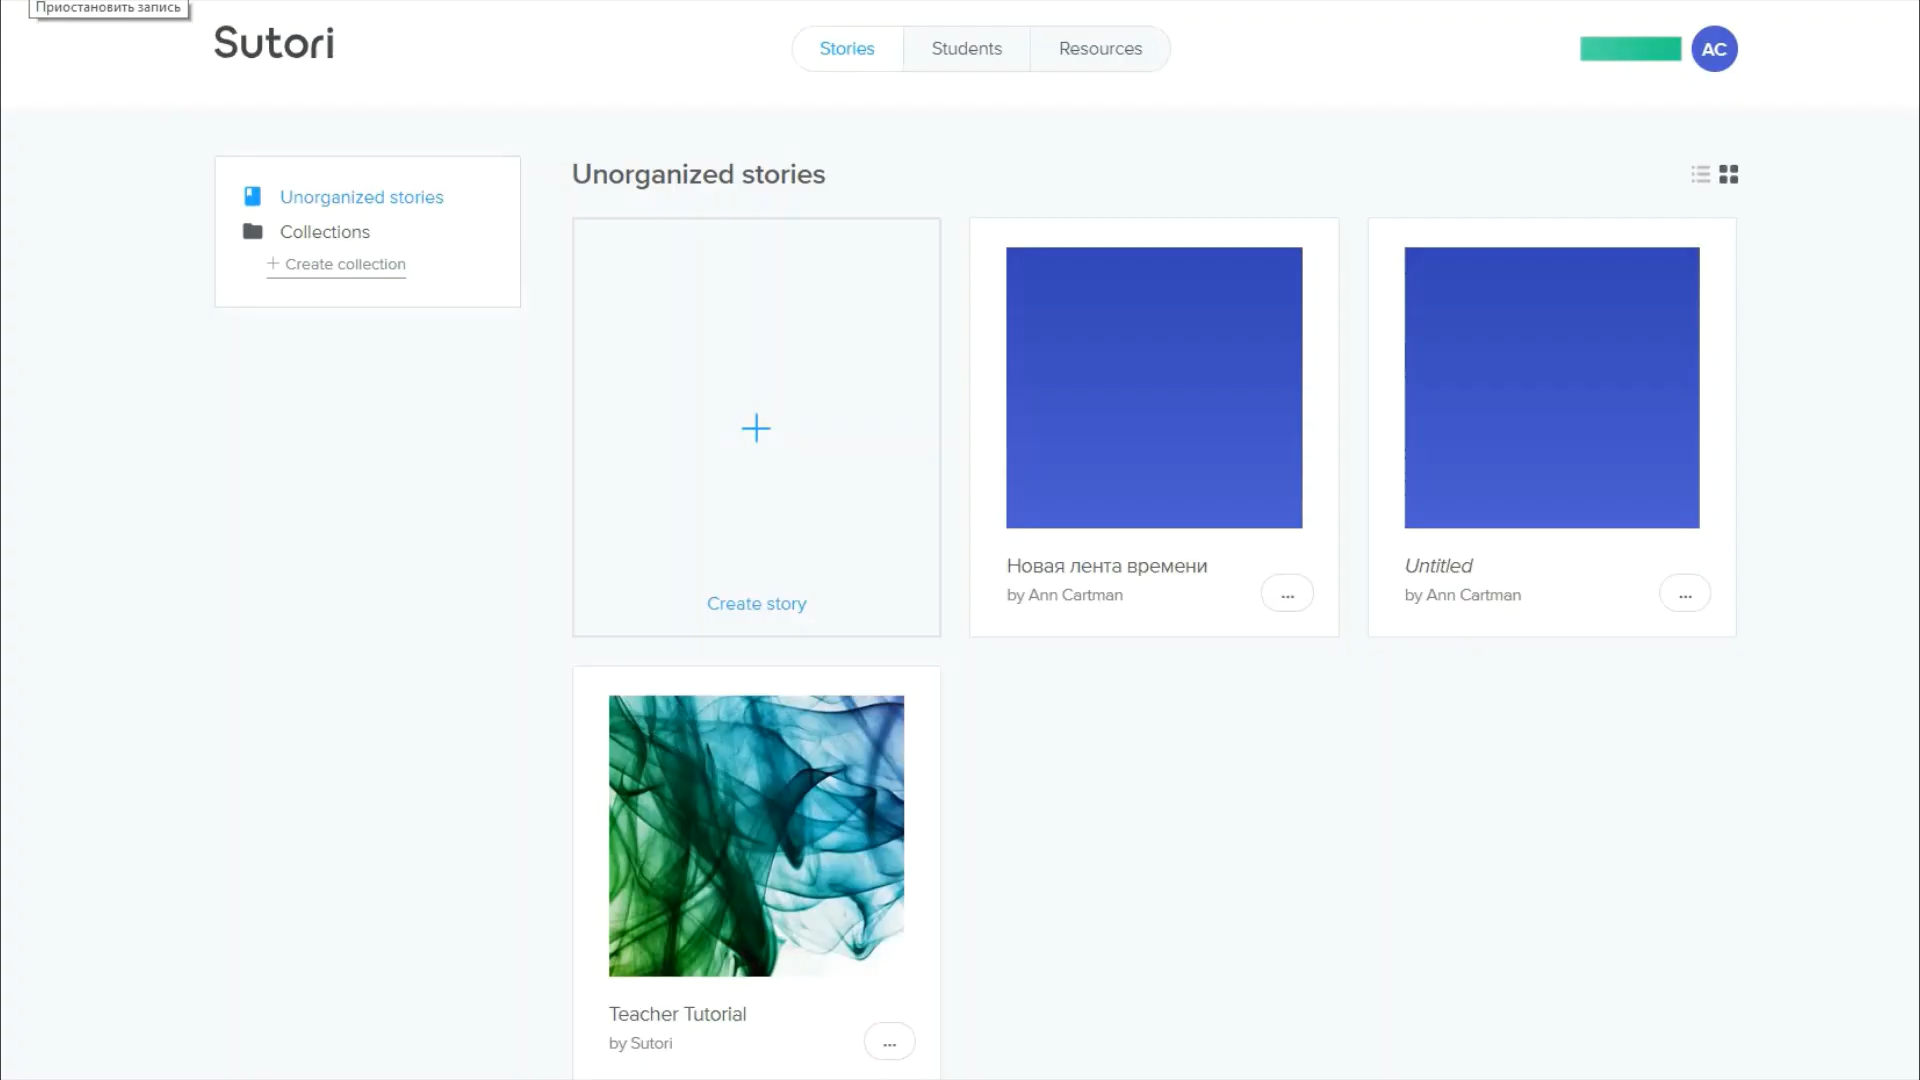 Приостановить запись
Sutori
Stories
Students
Resources
AC
Unorganized stories
Collections
+ Create collection
Unorganized stories
Create story
Новая лента времени
by Ann Cartman
...
Untitled
by Ann Cartman
...
Teacher Tutorial
by Sutori
...